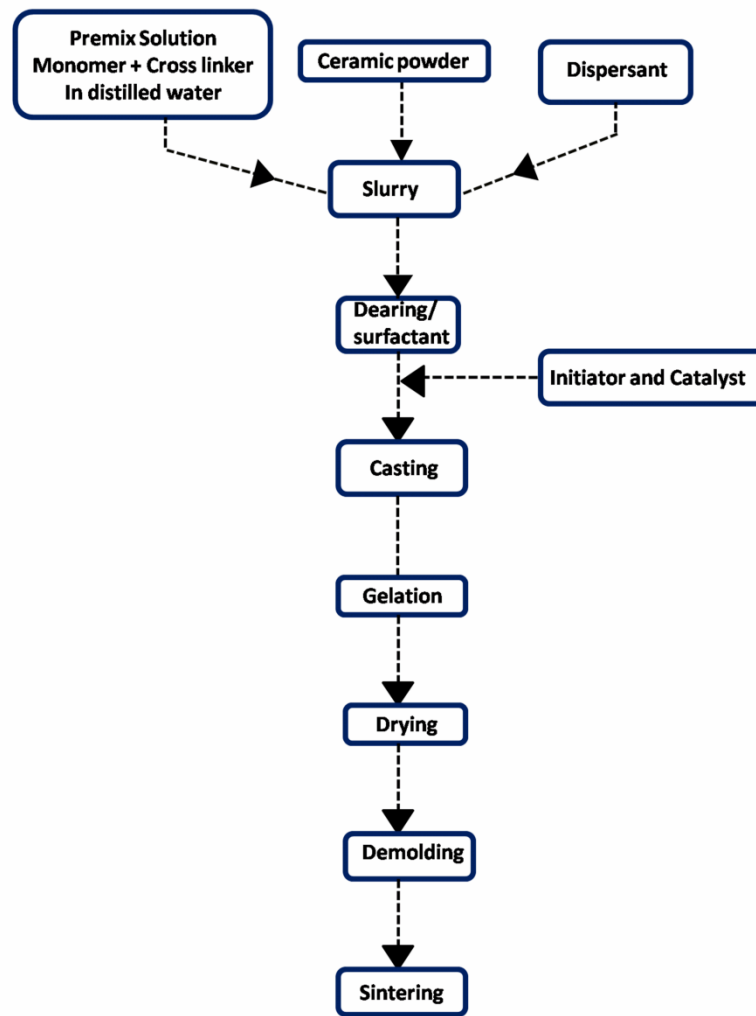 Premix Solution
Monomer + Cross linker
In distilled water
Ceramic powder
Dispersant
Slurry
Dearing/
surfactant
Initiator and Catalyst
Casting
Gelation
Drying
Demolding
Sintering